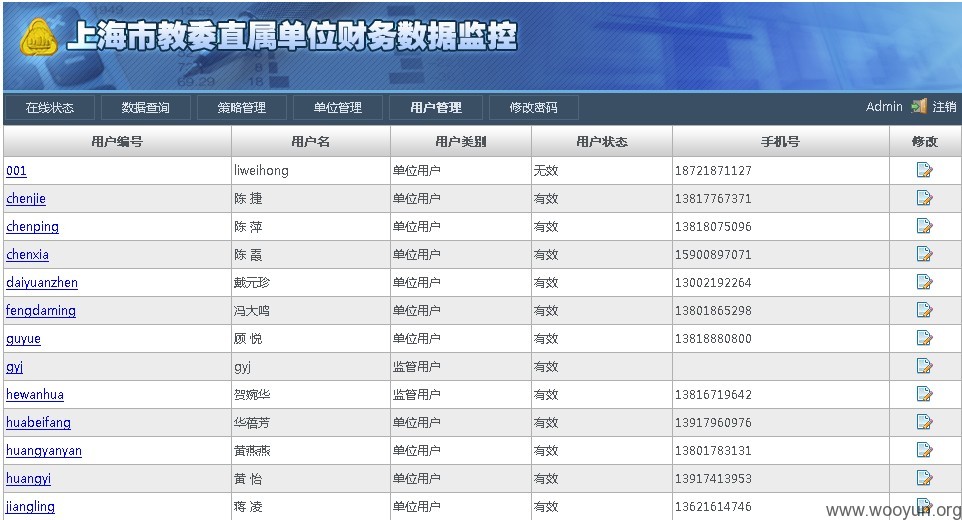 上海市教委直属单位财务数据监控
在线状态 数据查询 策略管理 单位管理 用户管理 修改密码 Admin 注销
用户编号 用户名 用户类别 用户状态 手机号 修改
001 liweihong 单位用户 无效 18721871127
chenjie 陈 捷 单位用户 有效 13817767371
chenping 陈 萍 单位用户 有效 13818075096
chenxia 陈 霞 单位用户 有效 15900897071
daiyuanzhen 戴元珍 单位用户 有效 13002192264
fengdaming 冯大鸣 单位用户 有效 13801865298
guyue 顾 悦 单位用户 有效 13818880800
gyj gyj 监管用户 有效
hewanhua 贺婉华 监管用户 有效 13816719642
huabeifang 华蓓芳 单位用户 有效 13917960976
huangyanyan 黄燕燕 单位用户 有效 13801783131
huangyi 黄 怡 单位用户 有效 13917413953
jiangling 蒋 凌 单位用户 有效 13621614746
www.wooyun.org